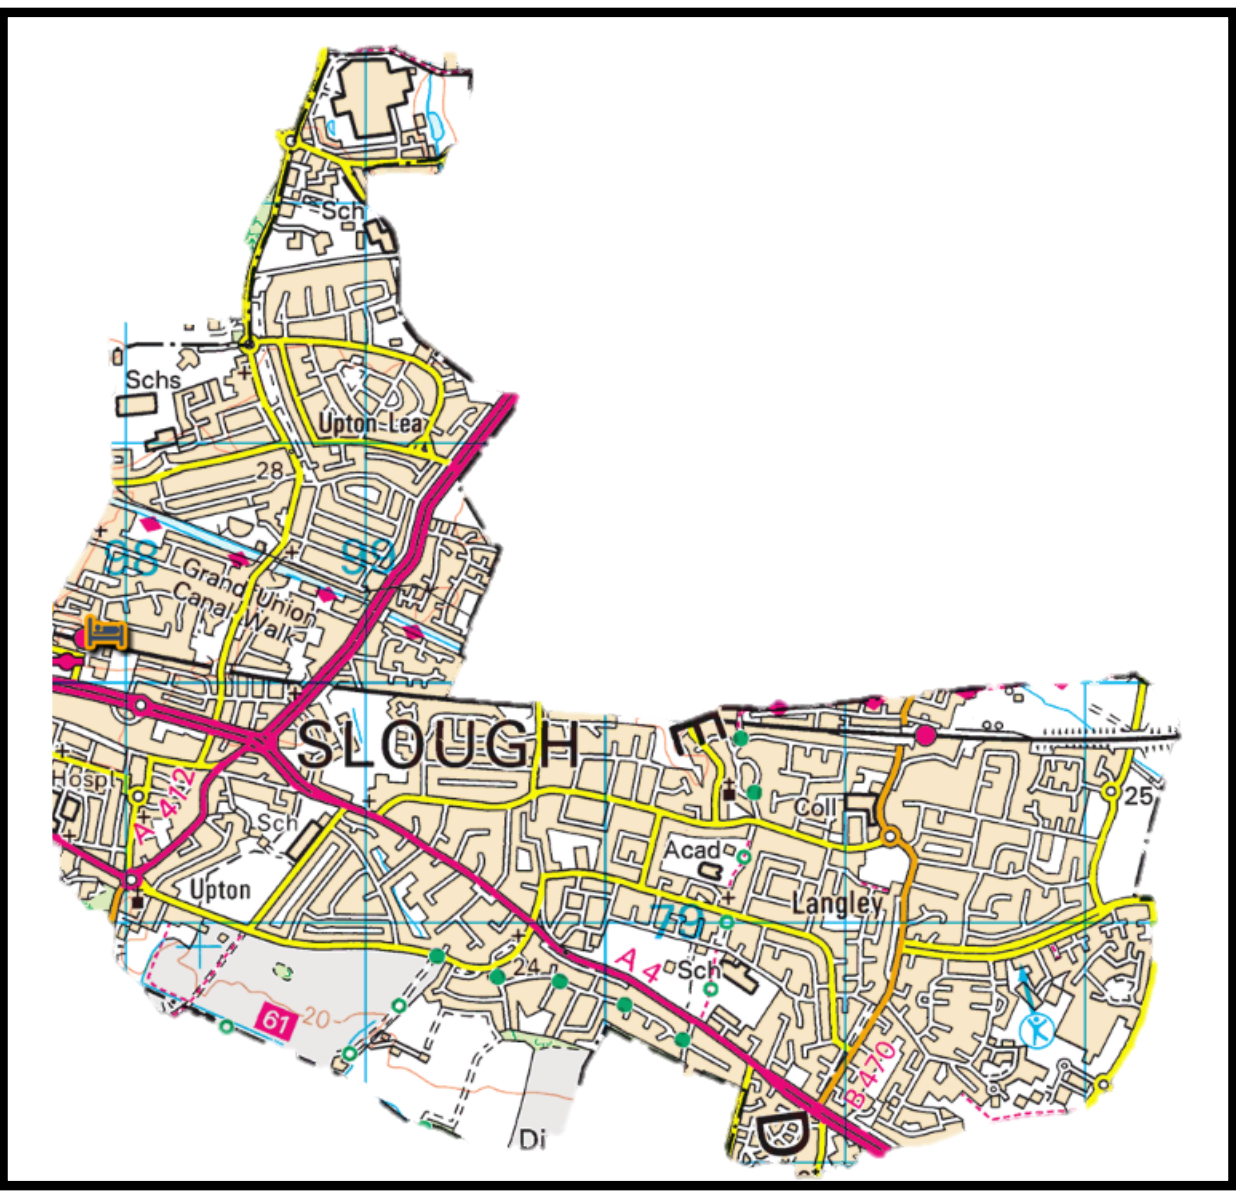 Sch
Schs
Upton Lea
28
98
99
Grand Union
Canal Walk
SLOUGH
Hospl
A 412
Sch
Coll
25
Acad
Upton
Langley
79
A 4
Sch
24
61
20
B 470
Di